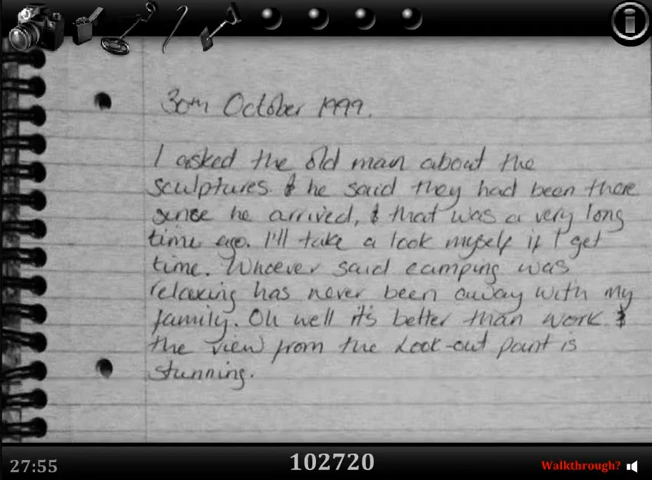 30th October 1999.
I asked the old man about the
sculptures & he said they had been there
since he arrived, & that was a very long
time ago. I'll take a look myself if I get
time. Whoever said camping was
relaxing has never been away with my
family. Oh well it's better than work &
the view from the look-out point is
stunning.
27:55
102720
Walkthrough?